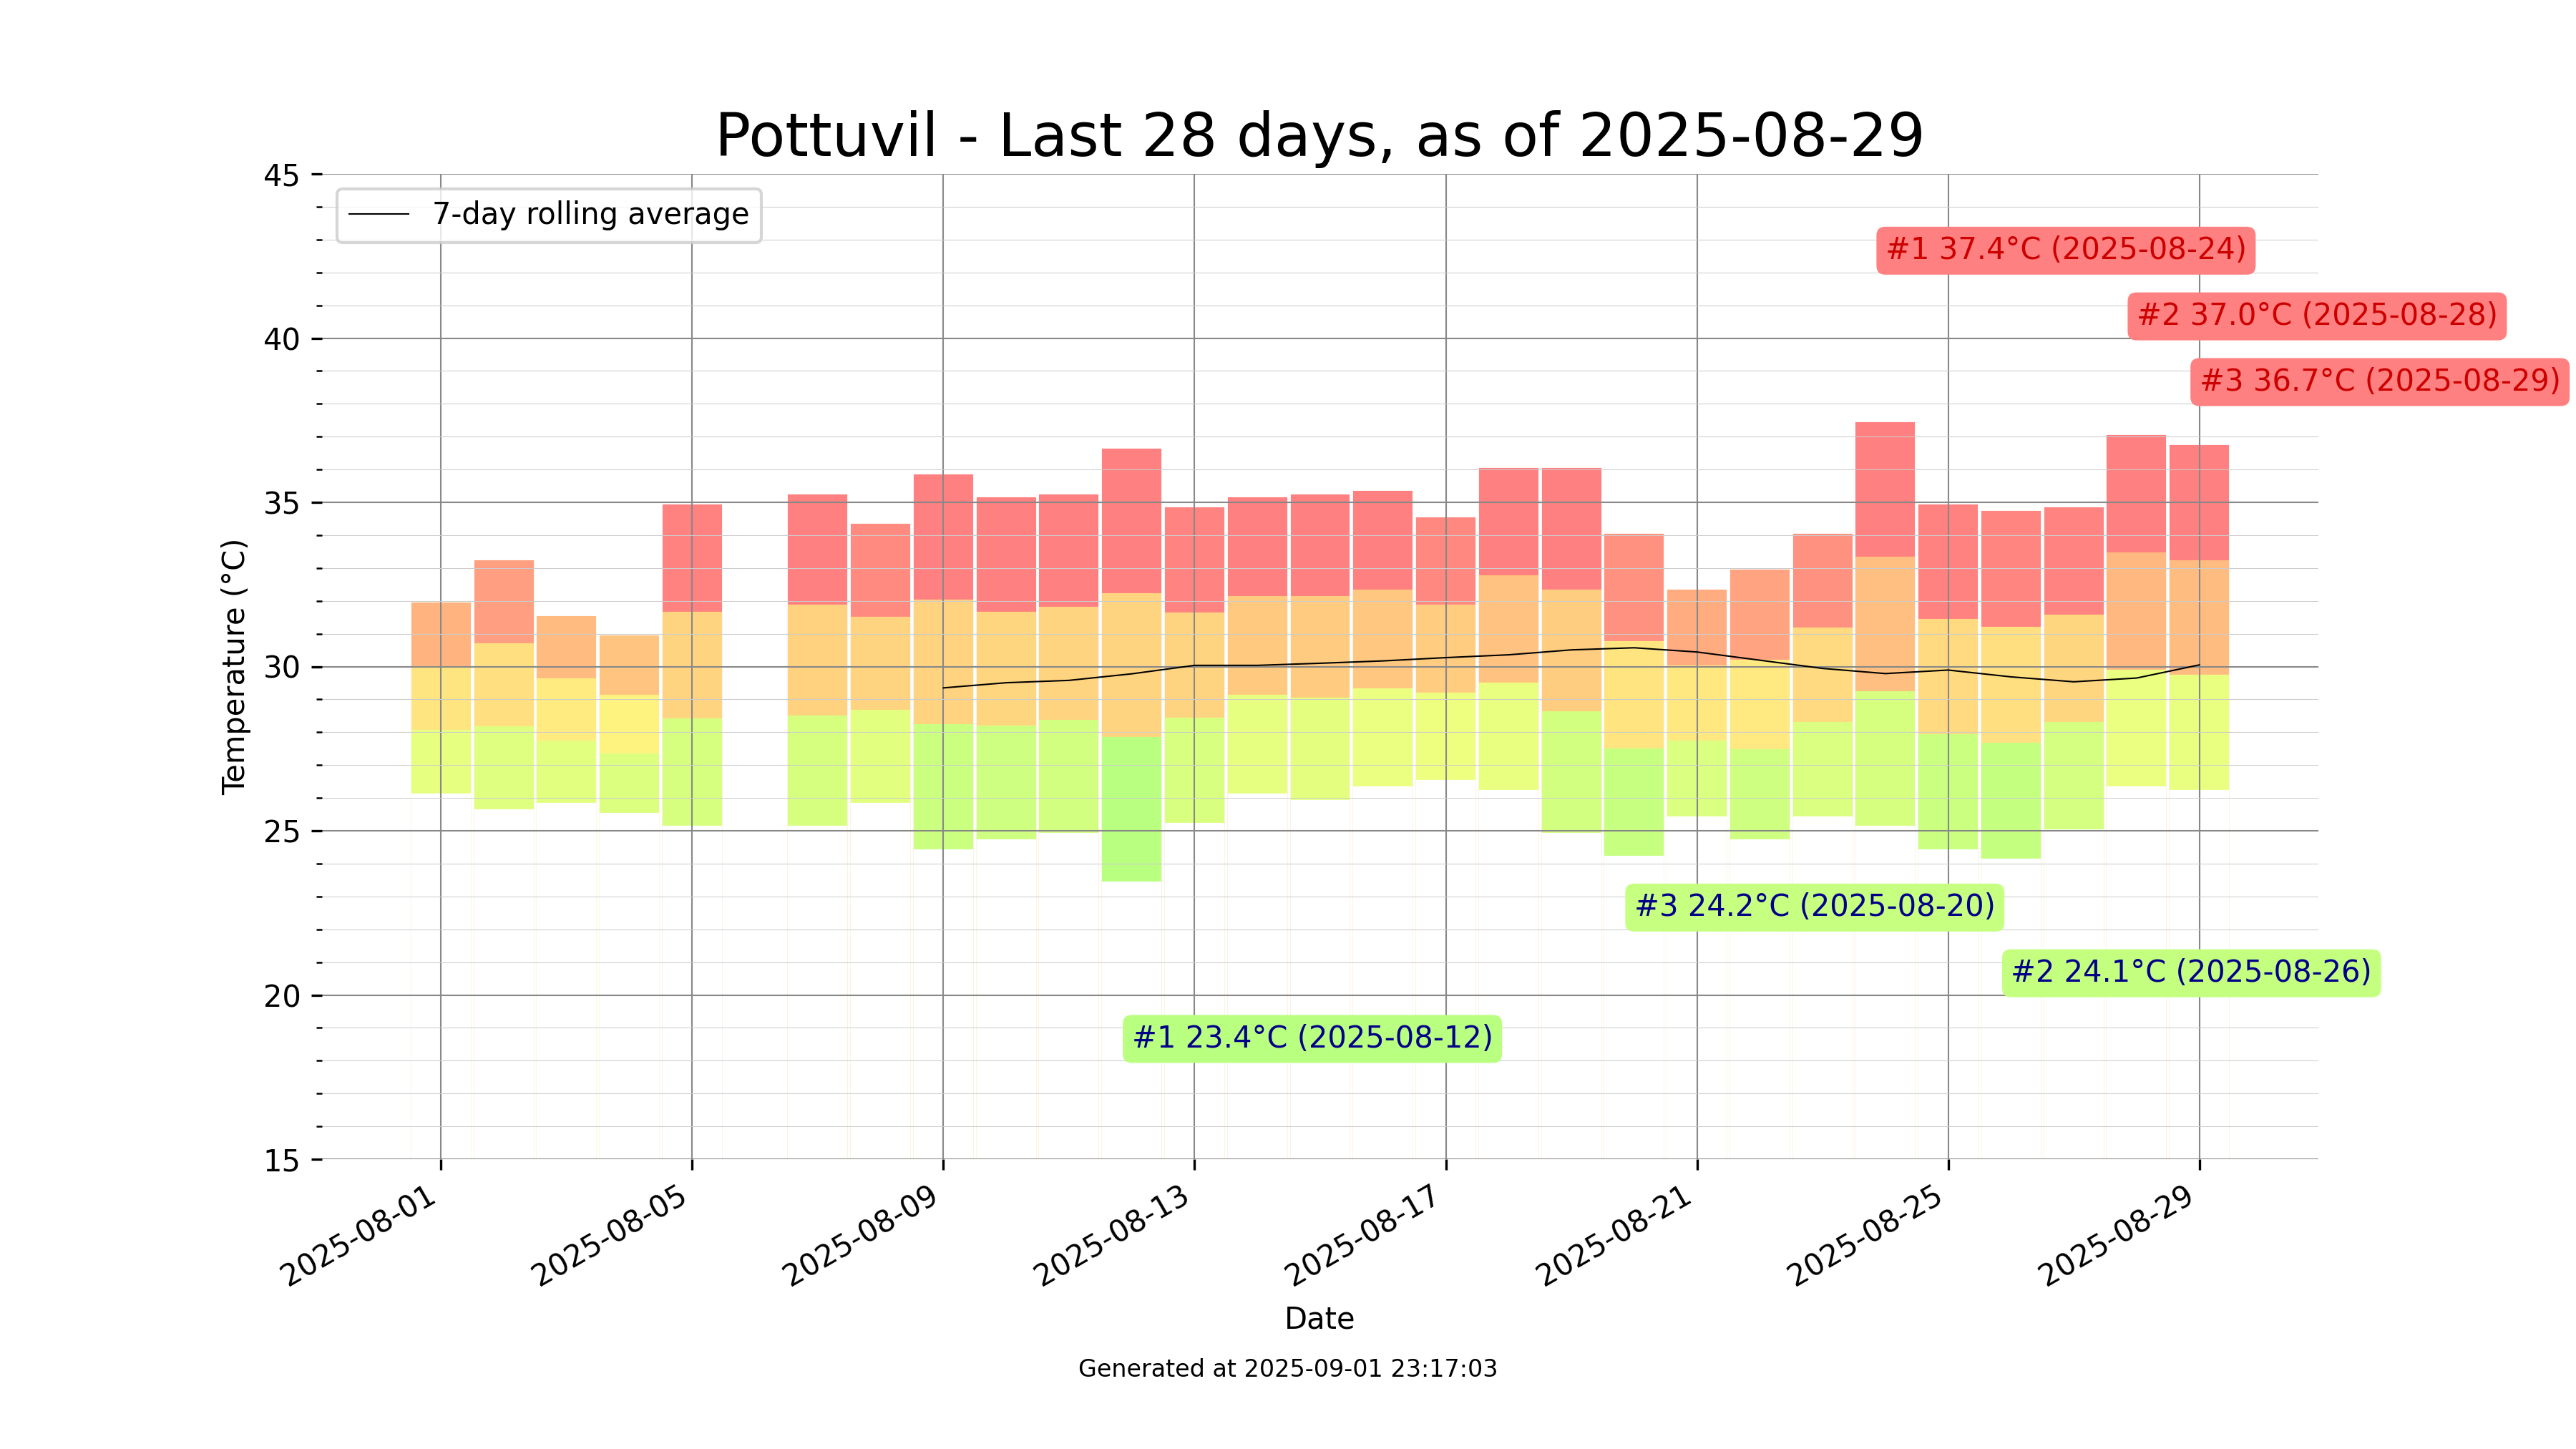 Pottuvil - Last 28 days, as of 2025-08-29
45
7-day rolling average
#1 37.4°C (2025-08-24)
#2 37.0°C (2025-08-28)
40
#3 36.7°C (2025-08-29)
35
Temperature (°C)
30
25
#3 24.2°C (2025-08-20)
#2 24.1°C (2025-08-26)
20
#1 23.4°C (2025-08-12)
15
2025-08-01
2025-08-05
2025-08-09
2025-08-13
2025-08-17
2025-08-21
2025-08-25
2025-08-29
Date
Generated at 2025-09-01 23:17:03